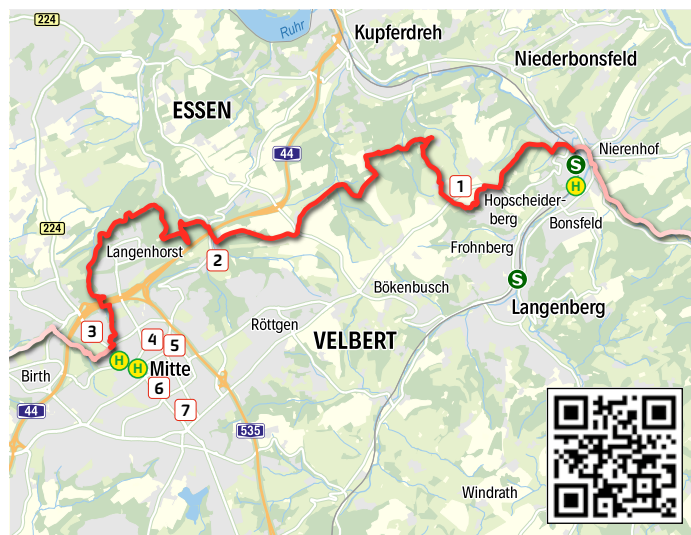 224
Ruhr
Kupferdreh
Niederbonsfeld
ESSEN
44
Nierenhof
S
H
1
Hopscheider-
berg
Bonsfeld
224
Langenhorst
2
Frohnberg
S
Bökenbusch
Langenberg
3
Röttgen
4
5
VELBERT
H
H
Mitte
Birth
6
44
7
535
Windrath